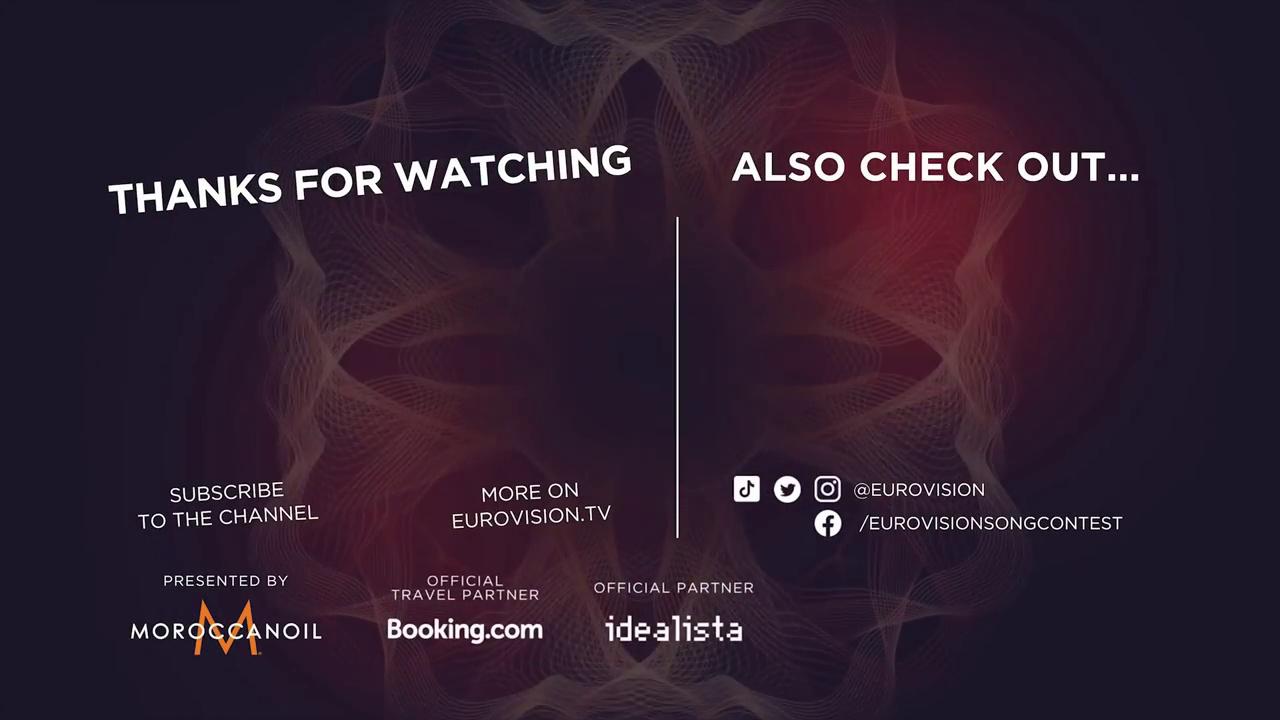 THANKS FOR WATCHING
SUBSCRIBE
TO THE CHANNEL
MORE ON
EUROVISION.TV
ALSO CHECK OUT...
@EUROVISION
/EUROVISIONSONGCONTEST
PRESENTED BY
MOROCCANOIL
OFFICIAL
TRAVEL PARTNER
Booking.com
OFFICIAL PARTNER
idealista